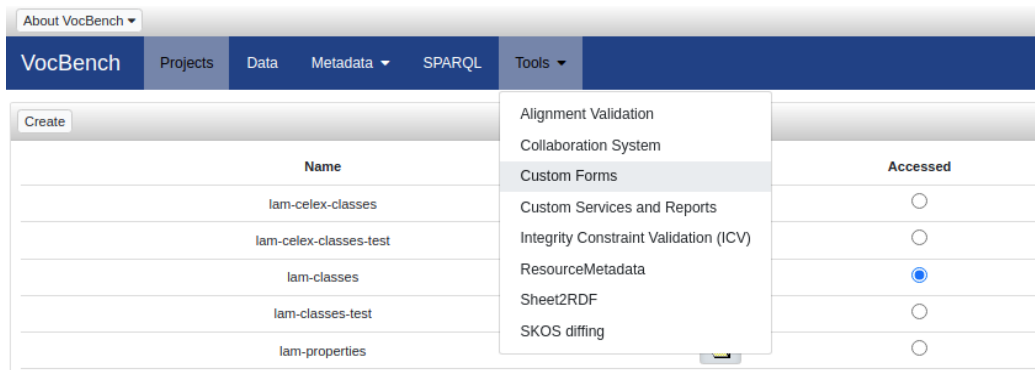 About VocBench
VocBench Projects Data Metadata SPARQL Tools
Create
Name Accessed
Alignment Validation
Collaboration System
Custom Forms
Custom Services and Reports
Integrity Constraint Validation (ICV)
ResourceMetadata
Sheet2RDF
SKOS diffing
lam-celex-classes
lam-celex-classes-test
lam-classes
lam-classes-test
lam-properties